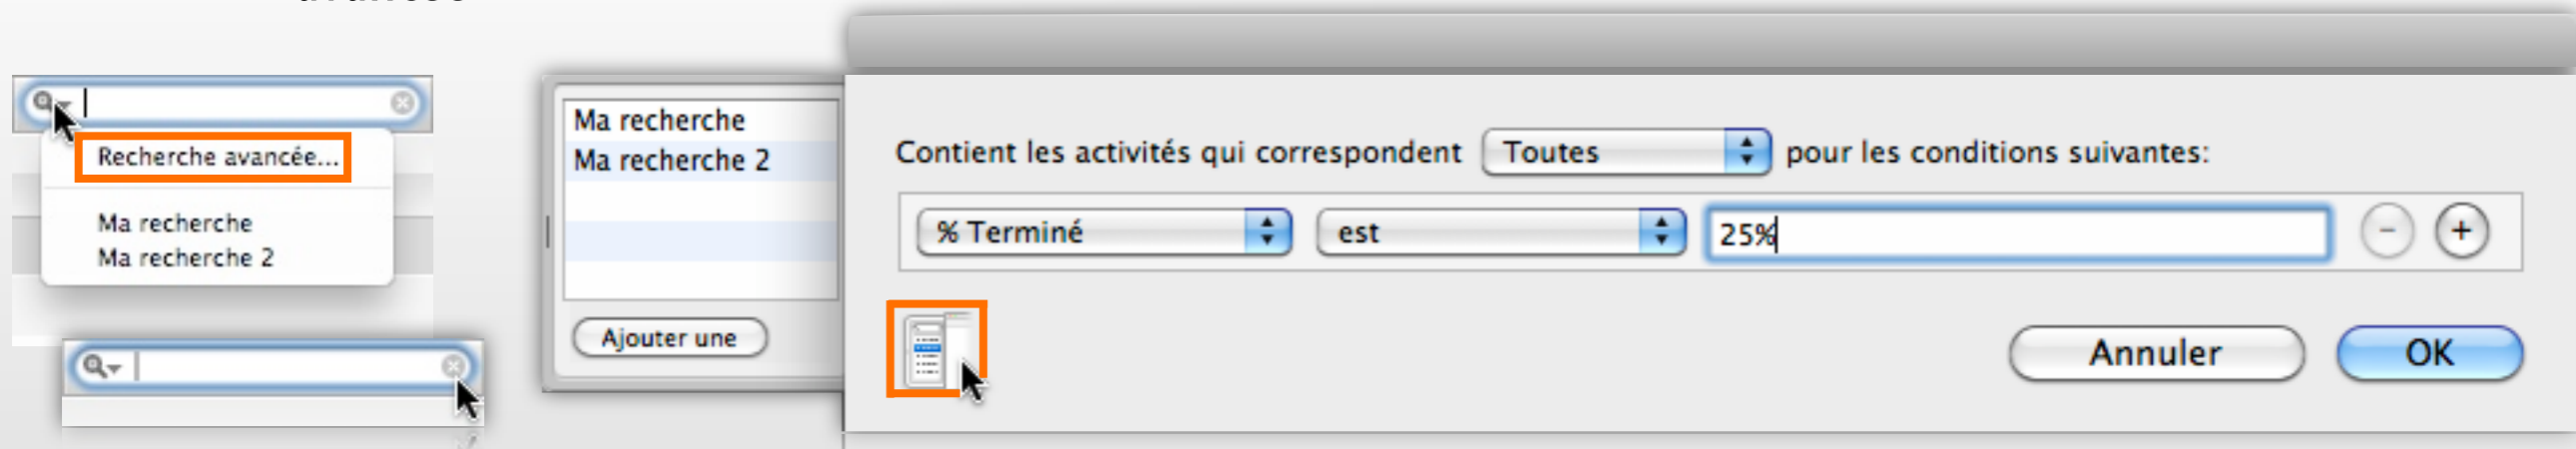 Recherche avancée...
Ma recherche
Ma recherche 2
Ma recherche
Ma recherche 2
Ajouter une
Contient les activités qui correspondent Toutes pour les conditions suivantes:
% Terminé est 25%
Annuler OK